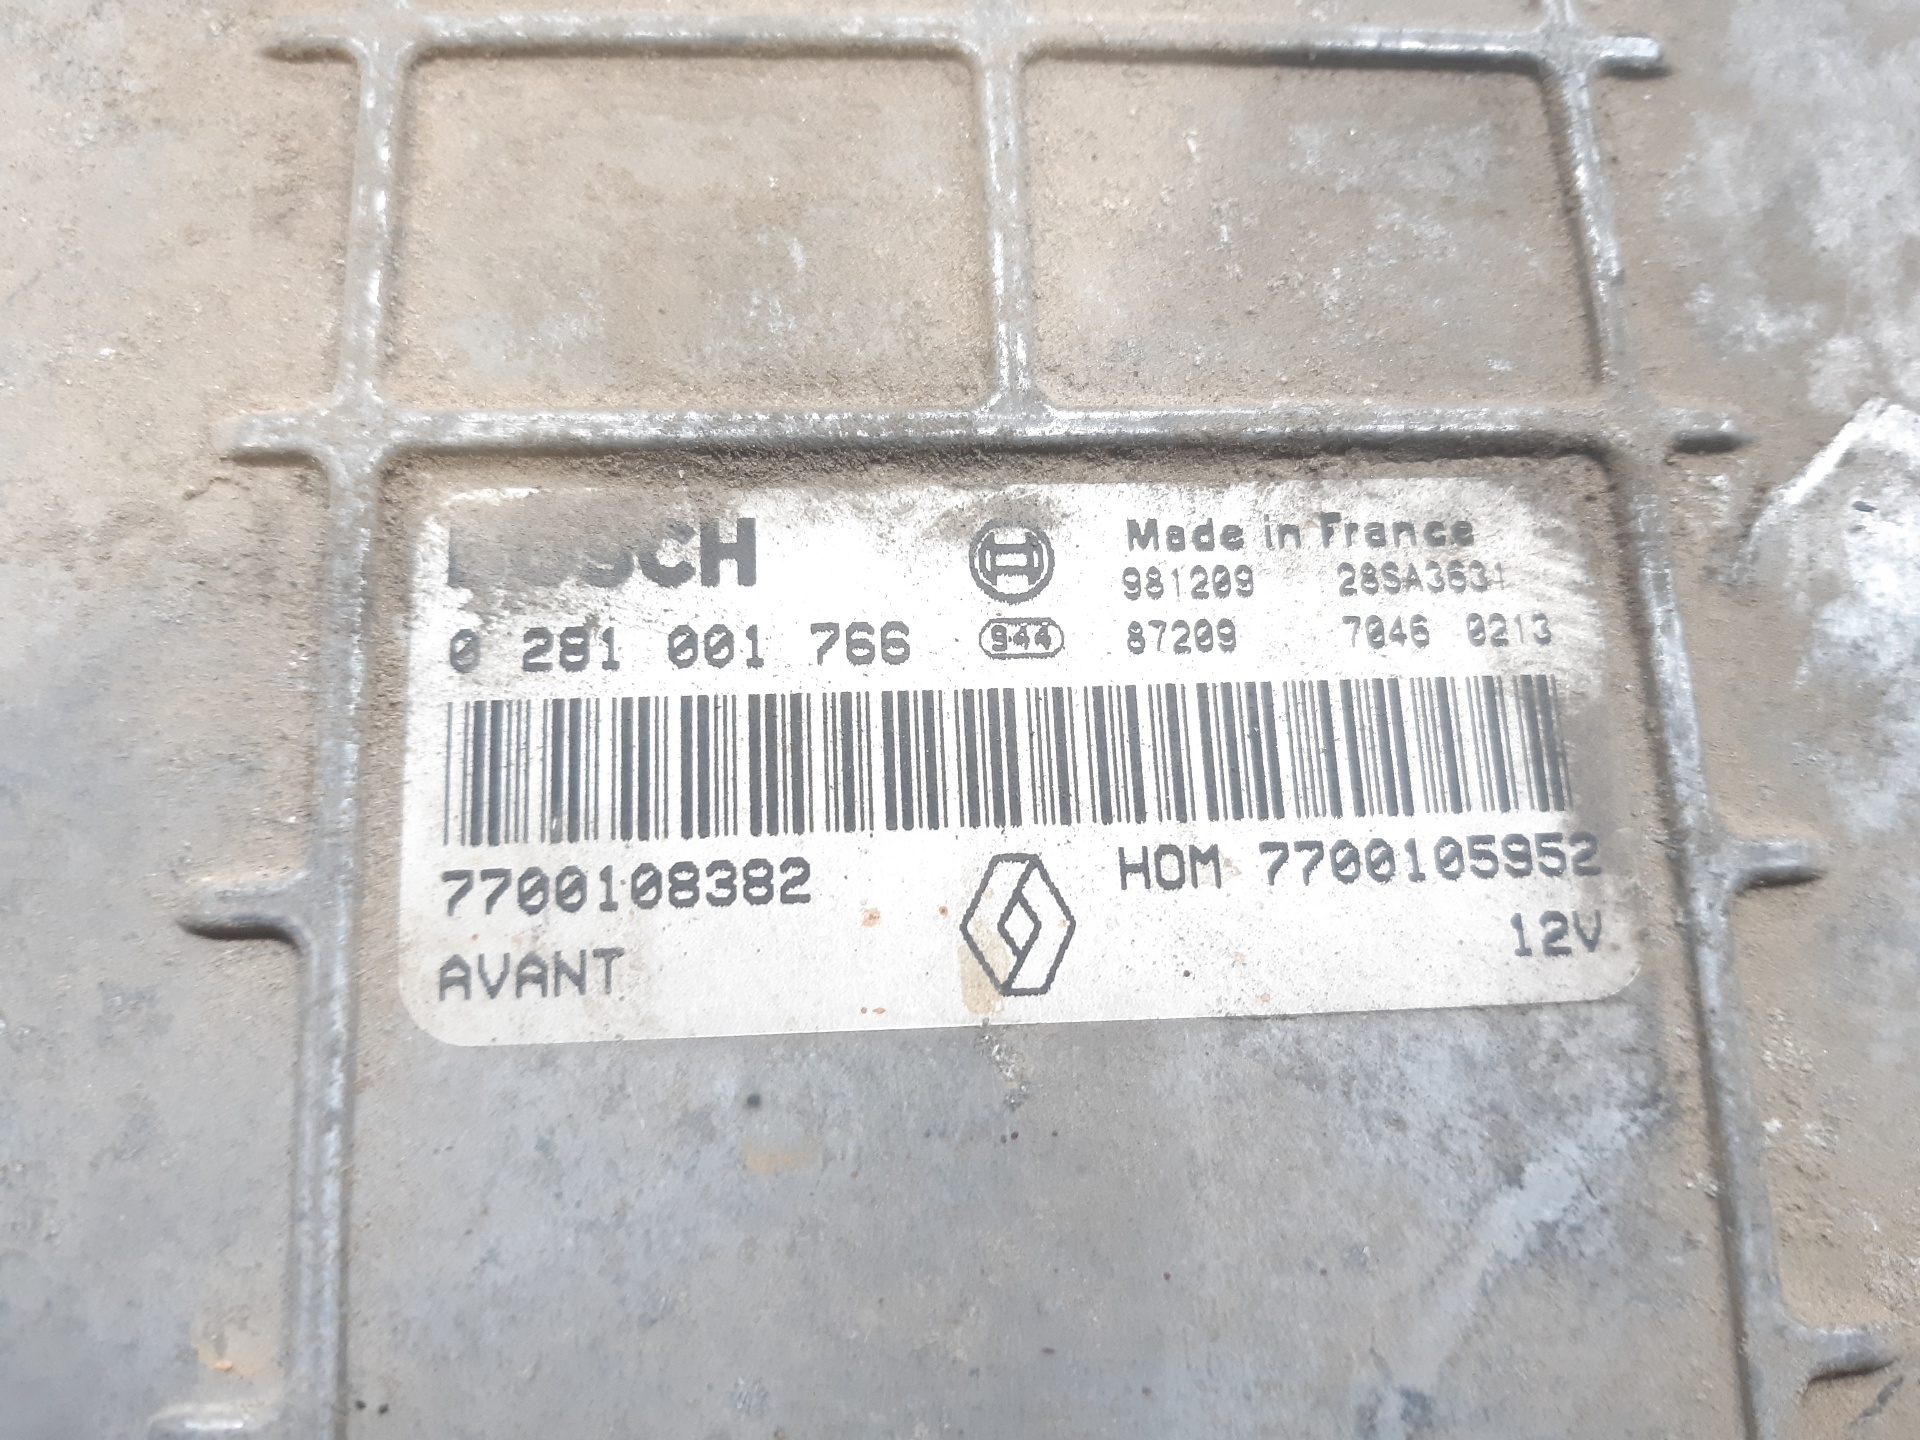 BOSCH
Made in France
981209 28SA3631
0 281 001 766 944 87209 7046 0213
7700108382 HOM 7700105952
12V
AVANT